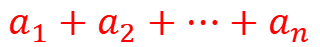 a₁ + a₂ + ⋯ + aₙ